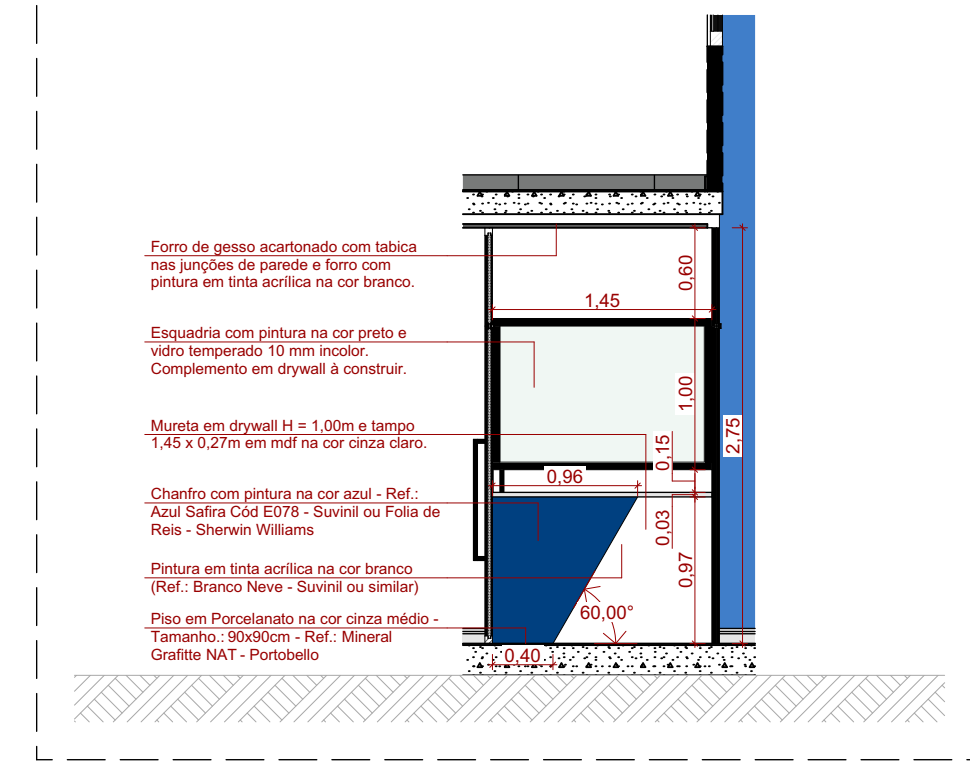 Forro de gesso acartonado com tabica
nas junções de parede e forro com
pintura em tinta acrílica na cor branco.
0,60
1,45
Esquadria com pintura na cor preto e
vidro temperado 10 mm incolor.
Complemento em drywall à construir.
1,00
2,75
Mureta em drywall H = 1,00m e tampo
1,45 x 0,27m em mdf na cor cinza claro.
0,15
0,96
Chanfro com pintura na cor azul - Ref.:
Azul Safira Cód E078 - Suvinil ou Folia de
Reis - Sherwin Williams
0,03
0,97
Pintura em tinta acrílica na cor branco
(Ref.: Branco Neve - Suvinil ou similar)
60,00°
Piso em Porcelanato na cor cinza médio -
Tamanho.: 90x90cm - Ref.: Mineral
Grafitte NAT - Portobello
0,40